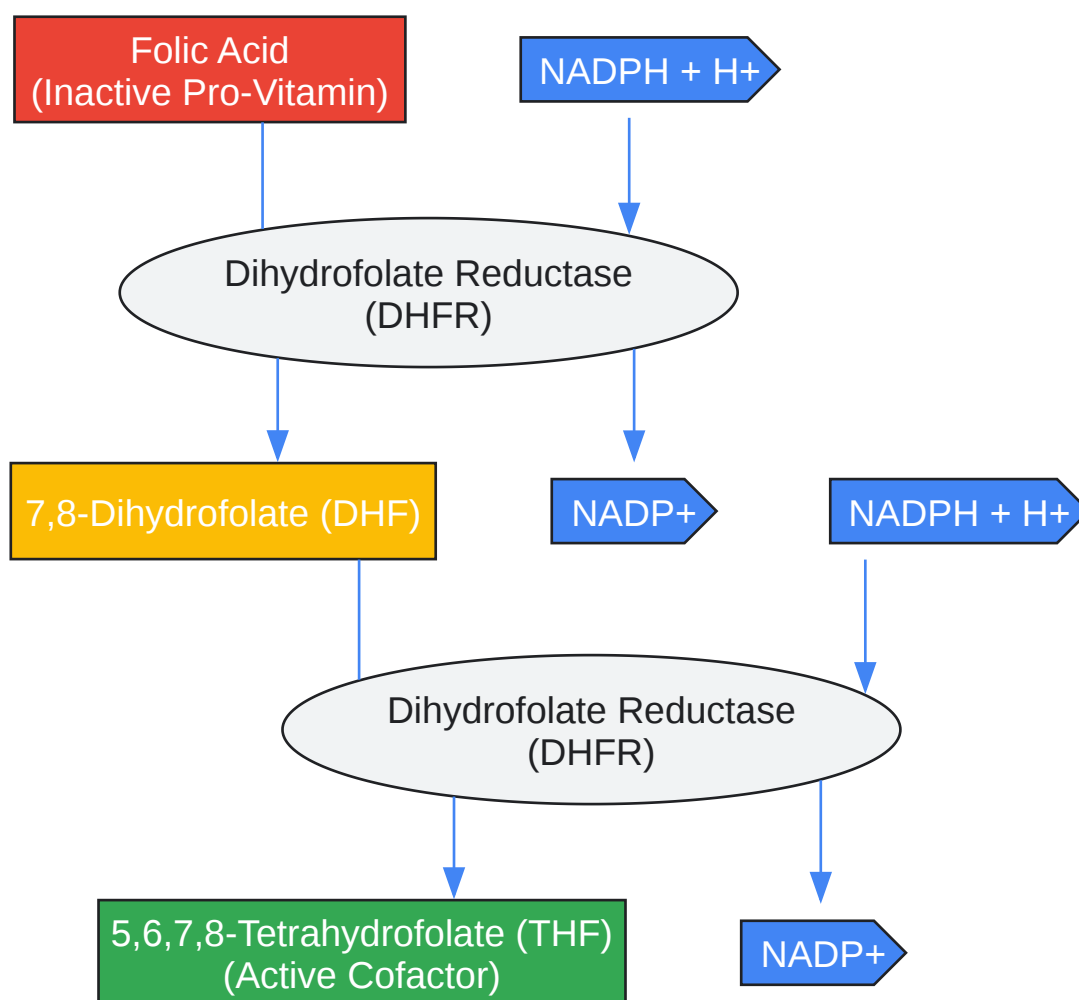 Folic Acid
(Inactive Pro-Vitamin)
NADPH + H+
Dihydrofolate Reductase
(DHFR)
7,8-Dihydrofolate (DHF)
NADP+
NADPH + H+
Dihydrofolate Reductase
(DHFR)
5,6,7,8-Tetrahydrofolate (THF)
(Active Cofactor)
NADP+